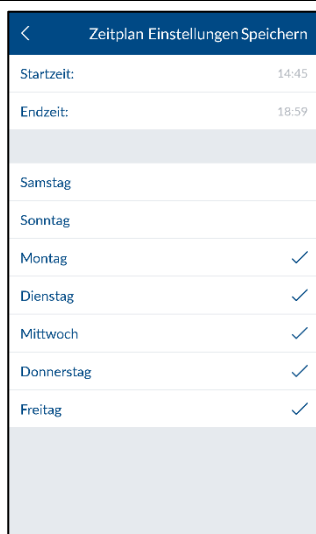 Zeitplan Einstellungen Speichern
Startzeit: 14:45
Endzeit: 18:59
Samstag
Sonntag
Montag
Dienstag
Mittwoch
Donnerstag
Freitag